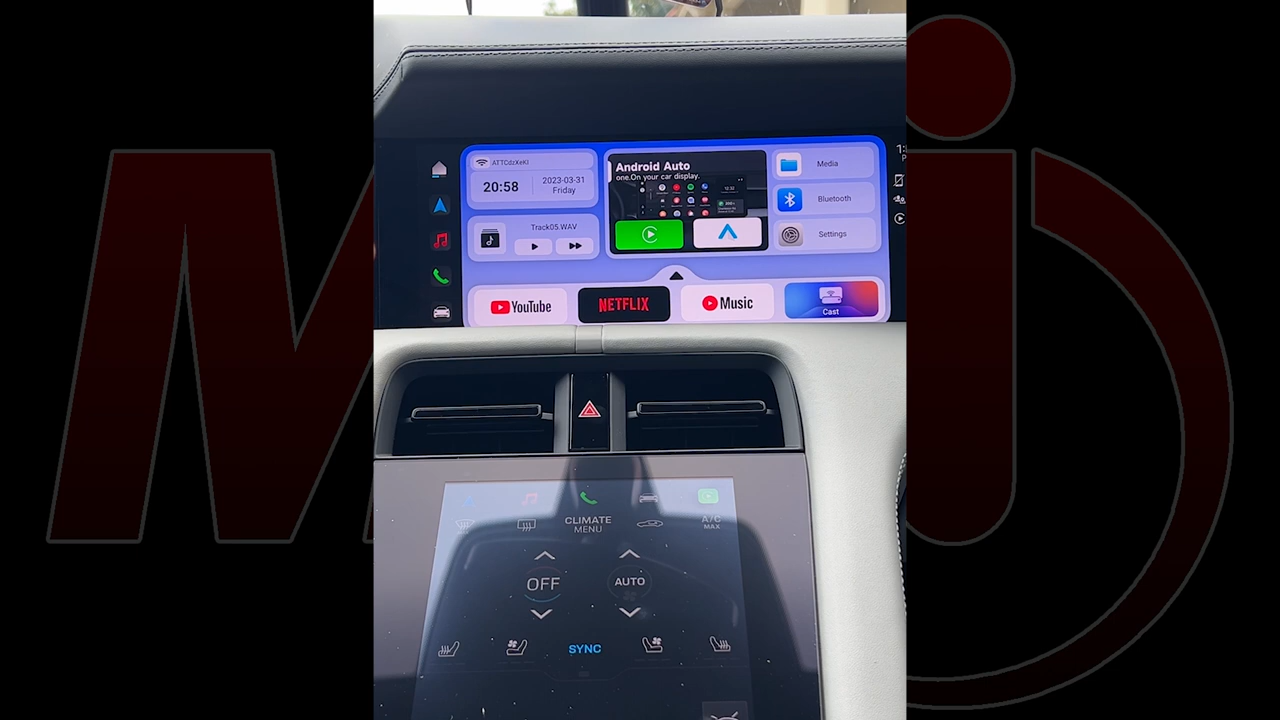 ATTCdzXeKI
20:58
2023-03-31
Friday
Track05.WAV
Android Auto
one.On your car display.
Media
Bluetooth
Settings
YouTube
NETFLIX
Music
Cast
CLIMATE
MENU
A/C
MAX
OFF
AUTO
SYNC